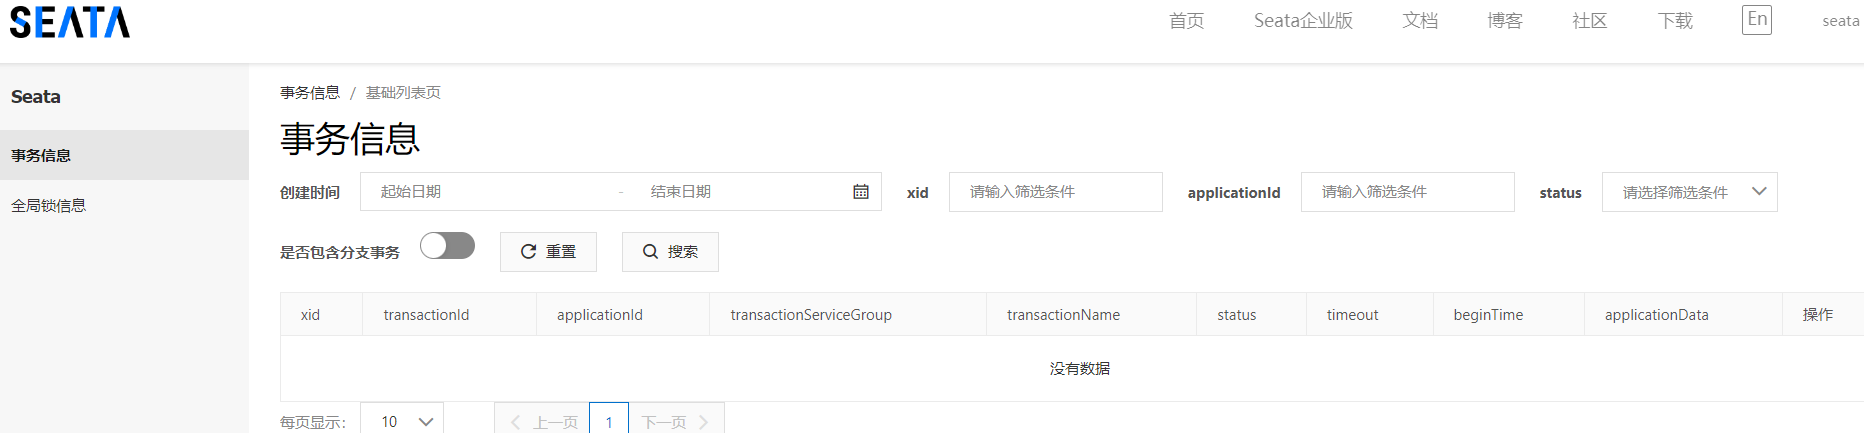 SEATA
首页 Seata企业版 文档 博客 社区 下载 En seata
Seata
事务信息
全局锁信息
事务信息 / 基础列表页
事务信息
创建时间 起始日期 - 结束日期 xid 请输入筛选条件 applicationId 请输入筛选条件 status 请选择筛选条件
是否包含分支事务 重置 搜索
xid transactionId applicationId transactionServiceGroup transactionName status timeout beginTime applicationData 操作
没有数据
每页显示: 10 上一页 1 下一页